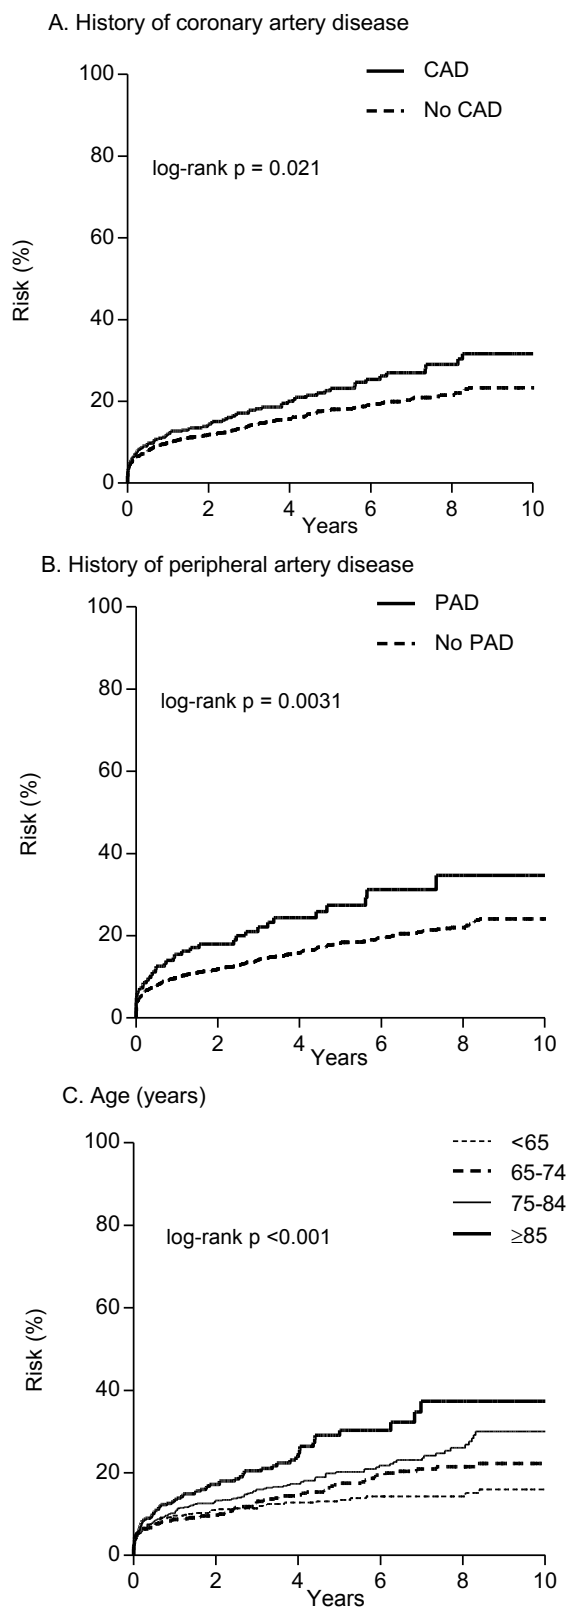 A. History of coronary artery disease
100
CAD
No CAD
80
log-rank p = 0.021
60
Risk (%)
40
20
0
0 2 4 6 8 10
Years
B. History of peripheral artery disease
100
PAD
No PAD
80
log-rank p = 0.0031
60
Risk (%)
40
20
0
0 2 4 6 8 10
Years
C. Age (years)
100
<65
65-74
75-84
≥85
80
log-rank p <0.001
60
Risk (%)
40
20
0
0 2 4 6 8 10
Years